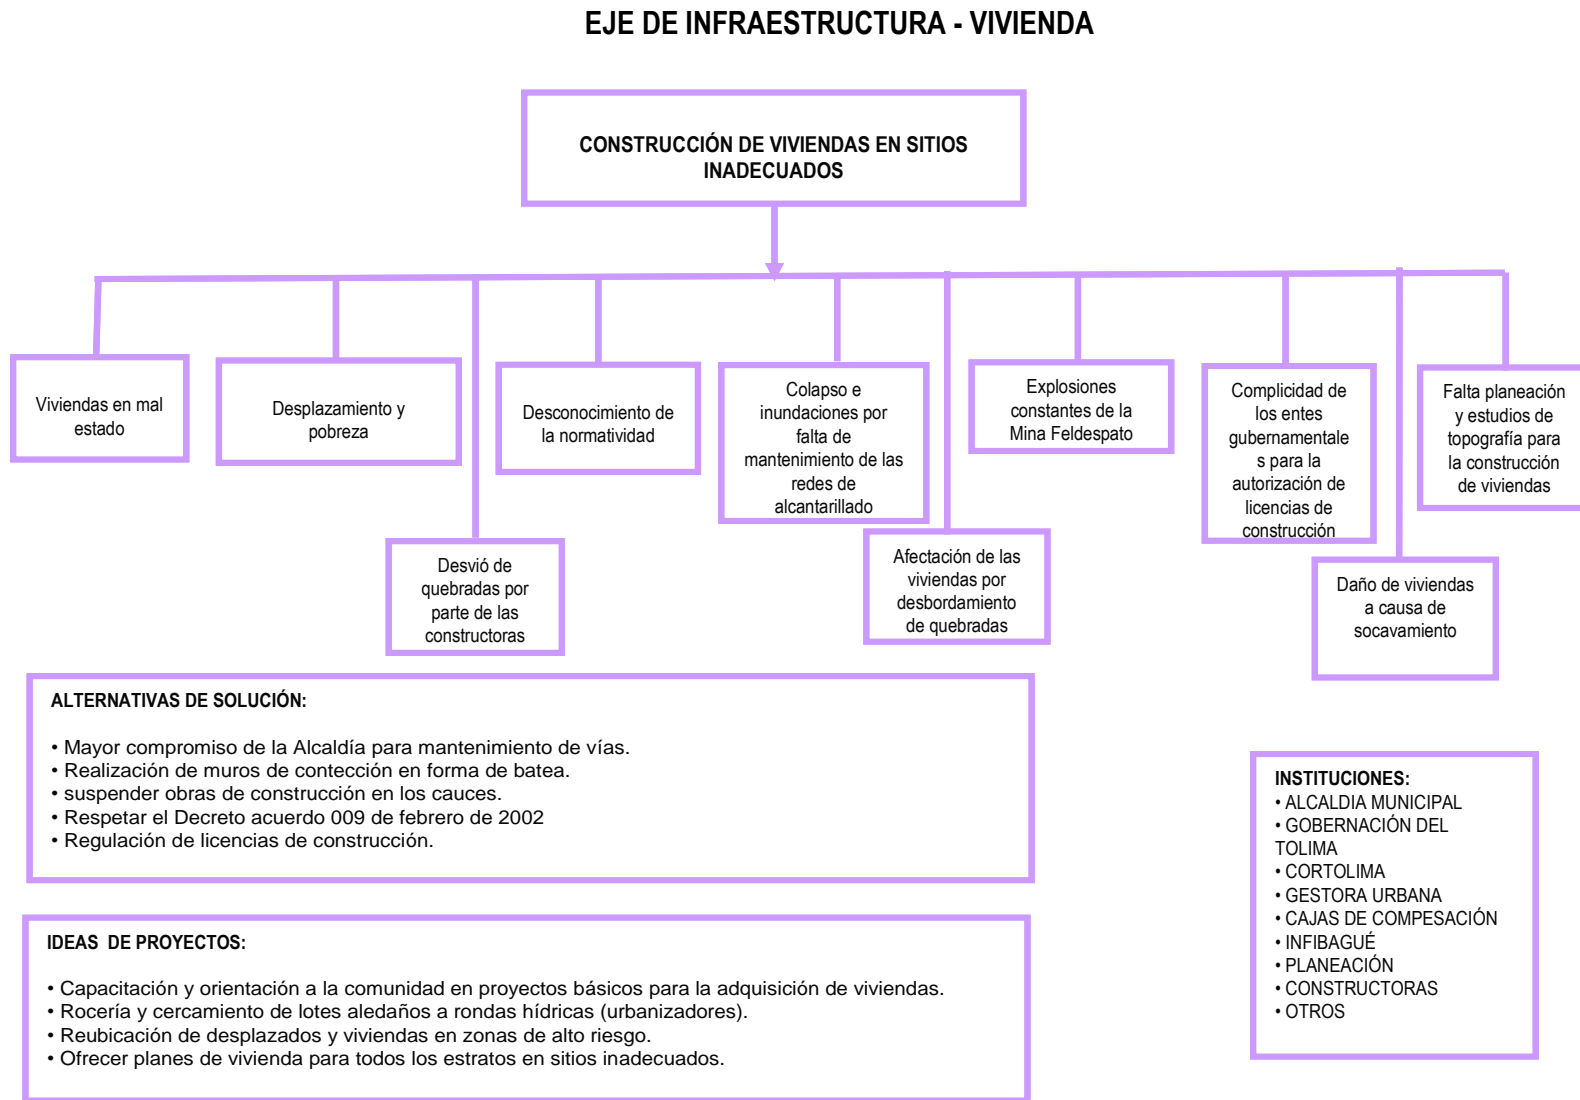 EJE DE INFRAESTRUCTURA - VIVIENDA
CONSTRUCCIÓN DE VIVIENDAS EN SITIOS
INADECUADOS
Viviendas en mal
estado
Desplazamiento y
pobreza
Desconocimiento de
la normatividad
Colapso e
inundaciones por
falta de
mantenimiento de las
redes de
alcantarillado
Explosiones
constantes de la
Mina Feldespato
Complicidad de
los entes
gubernamentale
s para la
autorización de
licencias de
construcción
Falta planeación
y estudios de
topografía para
la construcción
de viviendas
Desvió de
quebradas por
parte de las
constructoras
Afectación de las
viviendas por
desbordamiento
de quebradas
Daño de viviendas
a causa de
socavamiento
ALTERNATIVAS DE SOLUCIÓN:
• Mayor compromiso de la Alcaldía para mantenimiento de vías.
• Realización de muros de contección en forma de batea.
• suspender obras de construcción en los cauces.
• Respetar el Decreto acuerdo 009 de febrero de 2002
• Regulación de licencias de construcción.
INSTITUCIONES:
• ALCALDIA MUNICIPAL
• GOBERNACIÓN DEL
TOLIMA
• CORTOLIMA
• GESTORA URBANA
• CAJAS DE COMPESACIÓN
• INFIBAGUÉ
• PLANEACIÓN
• CONSTRUCTORAS
• OTROS
IDEAS  DE PROYECTOS:
• Capacitación y orientación a la comunidad en proyectos básicos para la adquisición de viviendas.
• Rocería y cercamiento de lotes aledaños a rondas hídricas (urbanizadores).
• Reubicación de desplazados y viviendas en zonas de alto riesgo.
• Ofrecer planes de vivienda para todos los estratos en sitios inadecuados.